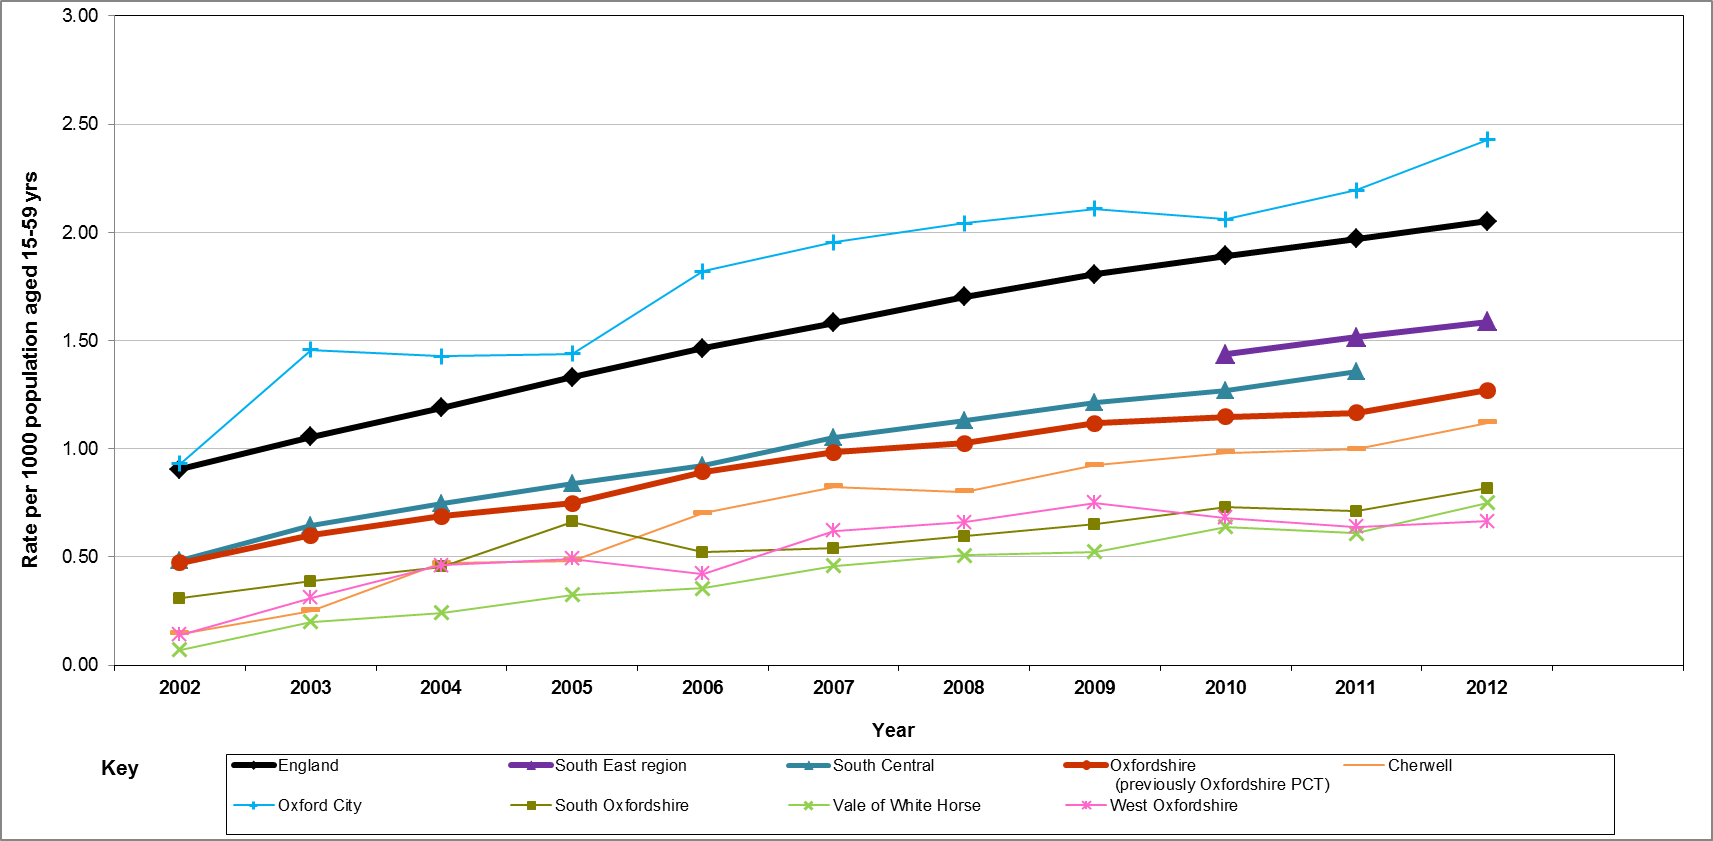 3.00
2.50
2.00
1.50
1.00
0.50
0.00
Rate per 1000 population aged 15-59 yrs
2002 2003 2004 2005 2006 2007 2008 2009 2010 2011 2012
Year
Key
England South East region South Central Oxfordshire Cherwell
(previously Oxfordshire PCT)
Oxford City South Oxfordshire Vale of White Horse West Oxfordshire